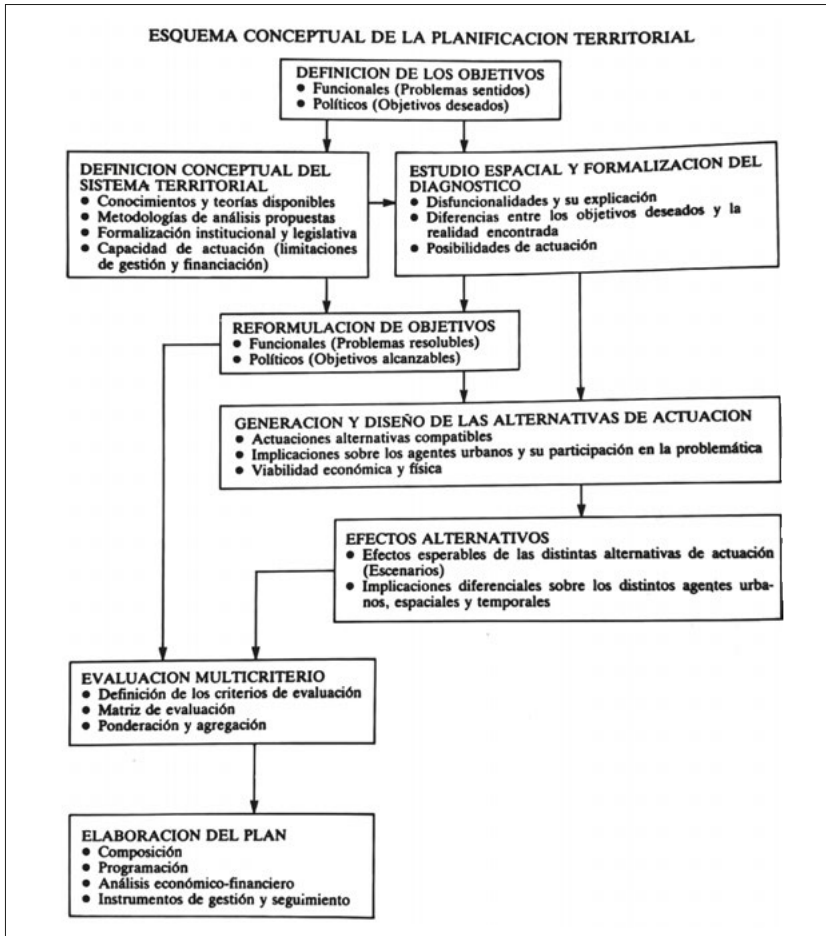 ESQUEMA CONCEPTUAL DE LA PLANIFICACION TERRITORIAL
DEFINICION DE LOS OBJETIVOS
● Funcionales (Problemas sentidos)
● Políticos (Objetivos deseados)
DEFINICION CONCEPTUAL DEL
SISTEMA TERRITORIAL
● Conocimientos y teorías disponibles
● Metodologías de análisis propuestas
● Formalización institucional y legislativa
● Capacidad de actuación (limitaciones
de gestión y financiación)
ESTUDIO ESPACIAL Y FORMALIZACION DEL
DIAGNOSTICO
● Disfuncionalidades y su explicación
● Diferencias entre los objetivos deseados y la
realidad encontrada
● Posibilidades de actuación
REFORMULACION DE OBJETIVOS
● Funcionales (Problemas resolubles)
● Políticos (Objetivos alcanzables)
GENERACION Y DISEÑO DE LAS ALTERNATIVAS DE ACTUACION
● Actuaciones alternativas compatibles
● Implicaciones sobre los agentes urbanos y su participación en la problemática
● Viabilidad económica y física
EFECTOS ALTERNATIVOS
● Efectos esperables de las distintas alternativas de actuación
(Escenarios)
● Implicaciones diferenciales sobre los distintos agentes urba-
nos, espaciales y temporales
EVALUACION MULTICRITERIO
● Definición de los criterios de evaluación
● Matriz de evaluación
● Ponderación y agregación
ELABORACION DEL PLAN
● Composición
● Programación
● Análisis económico-financiero
● Instrumentos de gestión y seguimiento